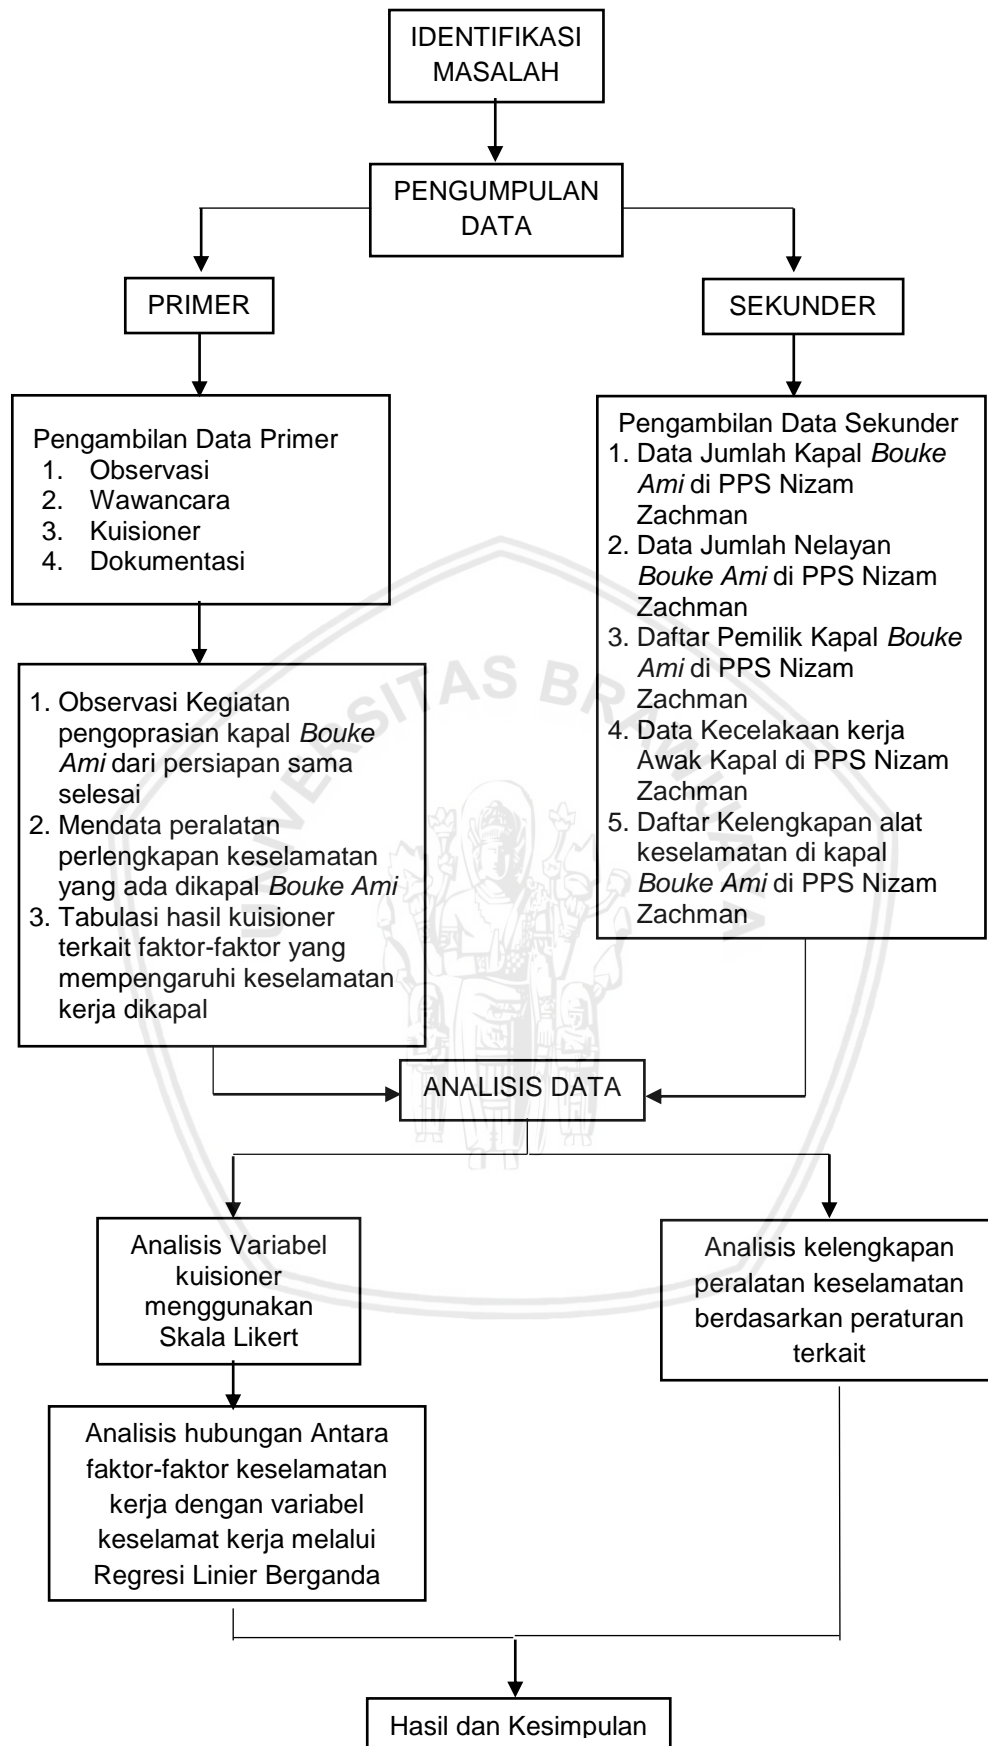 IDENTIFIKASI
MASALAH
PENGUMPULAN
DATA
PRIMER
SEKUNDER
Pengambilan Data Primer
1. Observasi
2. Wawancara
3. Kuisioner
4. Dokumentasi
Pengambilan Data Sekunder
1. Data Jumlah Kapal Bouke
Ami di PPS Nizam
Zachman
2. Data Jumlah Nelayan
Bouke Ami di PPS Nizam
Zachman
3. Daftar Pemilik Kapal Bouke
Ami di PPS Nizam
Zachman
4. Data Kecelakaan kerja
Awak Kapal di PPS Nizam
Zachman
5. Daftar Kelengkapan alat
keselamatan di kapal
Bouke Ami di PPS Nizam
Zachman
1. Observasi Kegiatan
pengoprasian kapal Bouke
Ami dari persiapan sama
selesai
2. Mendata peralatan
perlengkapan keselamatan
yang ada dikapal Bouke Ami
3. Tabulasi hasil kuisioner
terkait faktor-faktor yang
mempengaruhi keselamatan
kerja dikapal
UNIVERSITAS BRAWIJAYA
ANALISIS DATA
Analisis Variabel
kuisioner
menggunakan
Skala Likert
Analisis kelengkapan
peralatan keselamatan
berdasarkan peraturan
terkait
Analisis hubungan Antara
faktor-faktor keselamatan
kerja dengan variabel
keselamat kerja melalui
Regresi Linier Berganda
Hasil dan Kesimpulan